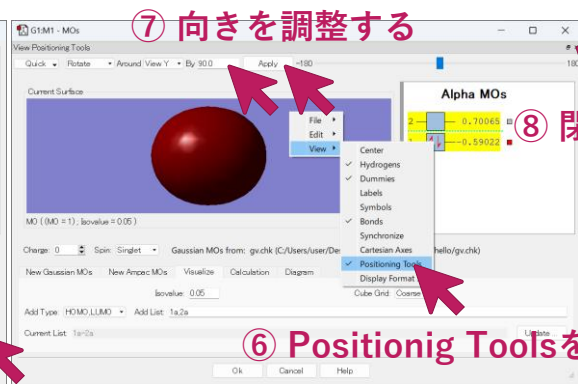 G1:M1 - MOs
⑦ 向きを調整する
View Positioning Tools
Quick Rotate Around View Y By 90.0 Apply -180 180
Current Surface
Alpha MOs
File
Edit
View
2 0.70065
1 -0.59022
⑧ 閉
Center
Hydrogens
Dummies
Labels
Symbols
Bonds
Synchronize
Cartesian Axes
Positioning Tools
Display Format
MO ( (MO = 1) ; Isovalue = 0.05 )
Charge: 0 Spin: Singlet Gaussian MOs from: gv.chk (C:/Users/user/De hello/gv.chk)
New Gaussian MOs New Ampac MOs Visualize Calculation Diagram
Isovalue: 0.05 Cube Grid: Coarse
Add Type: HOMO,LUMO Add List: 1a,2a
Current List: 1a-2a Update
⑥ Positionig Toolsを
Ok Cancel Help